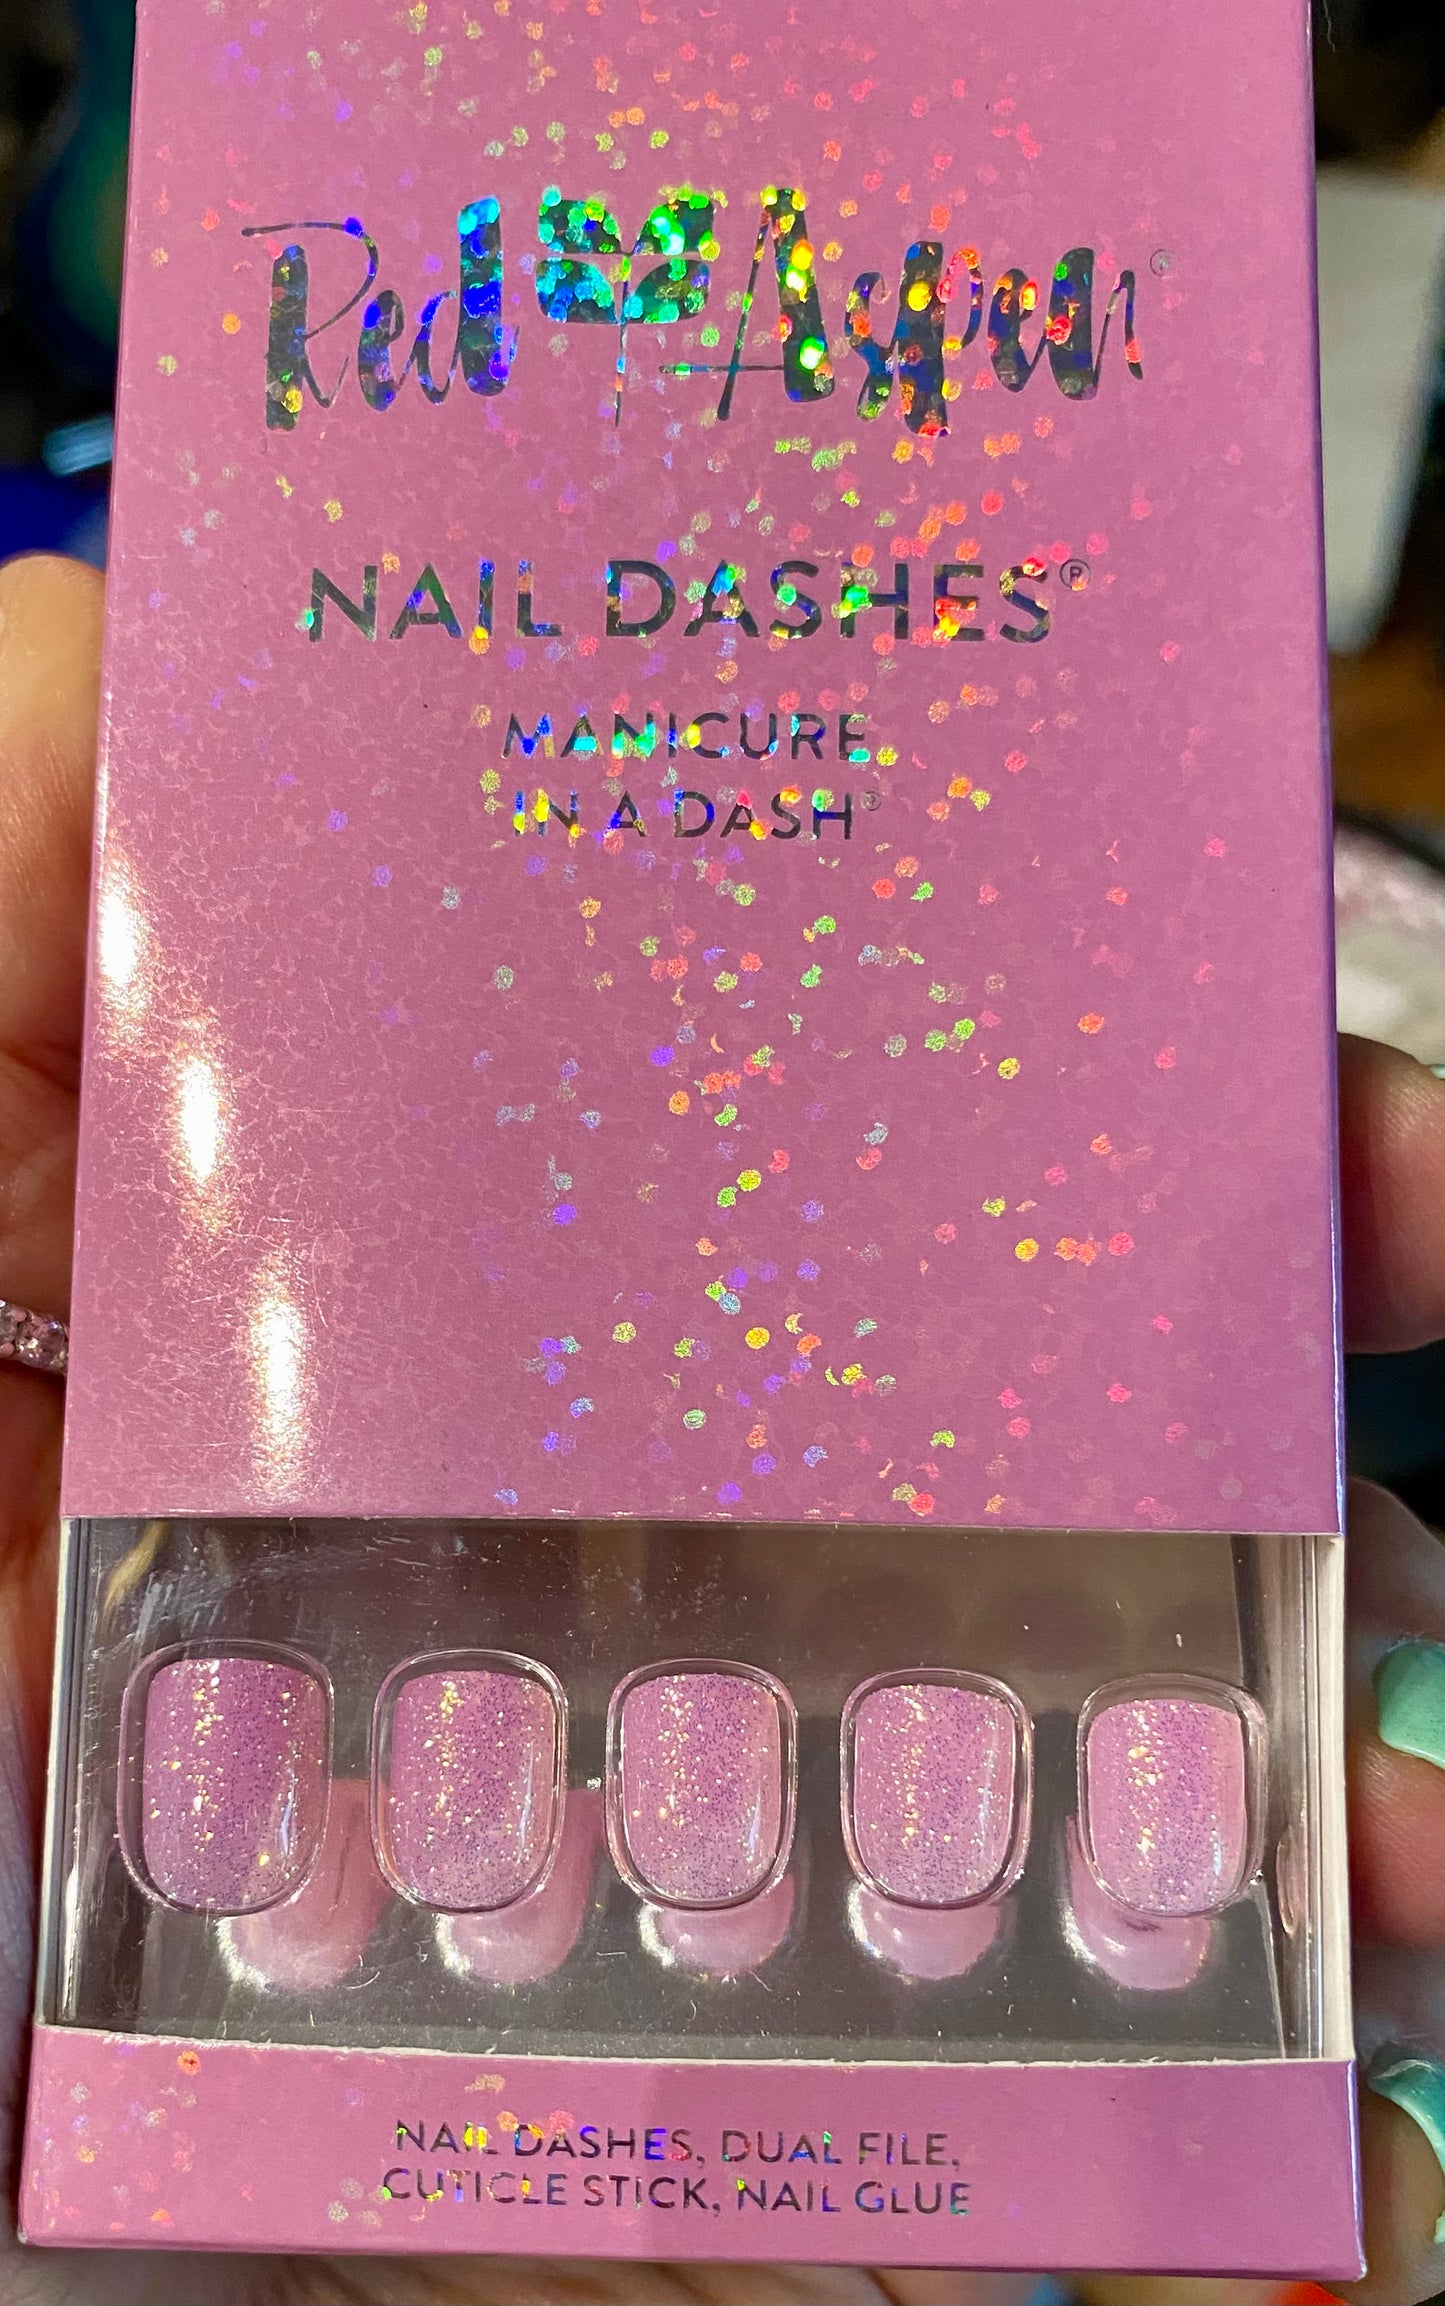 Red Aspen®
NAIL DASHES®
MANICURE
IN A DASH®
NAIL DASHES, DUAL FILE,
CUTICLE STICK, NAIL GLUE